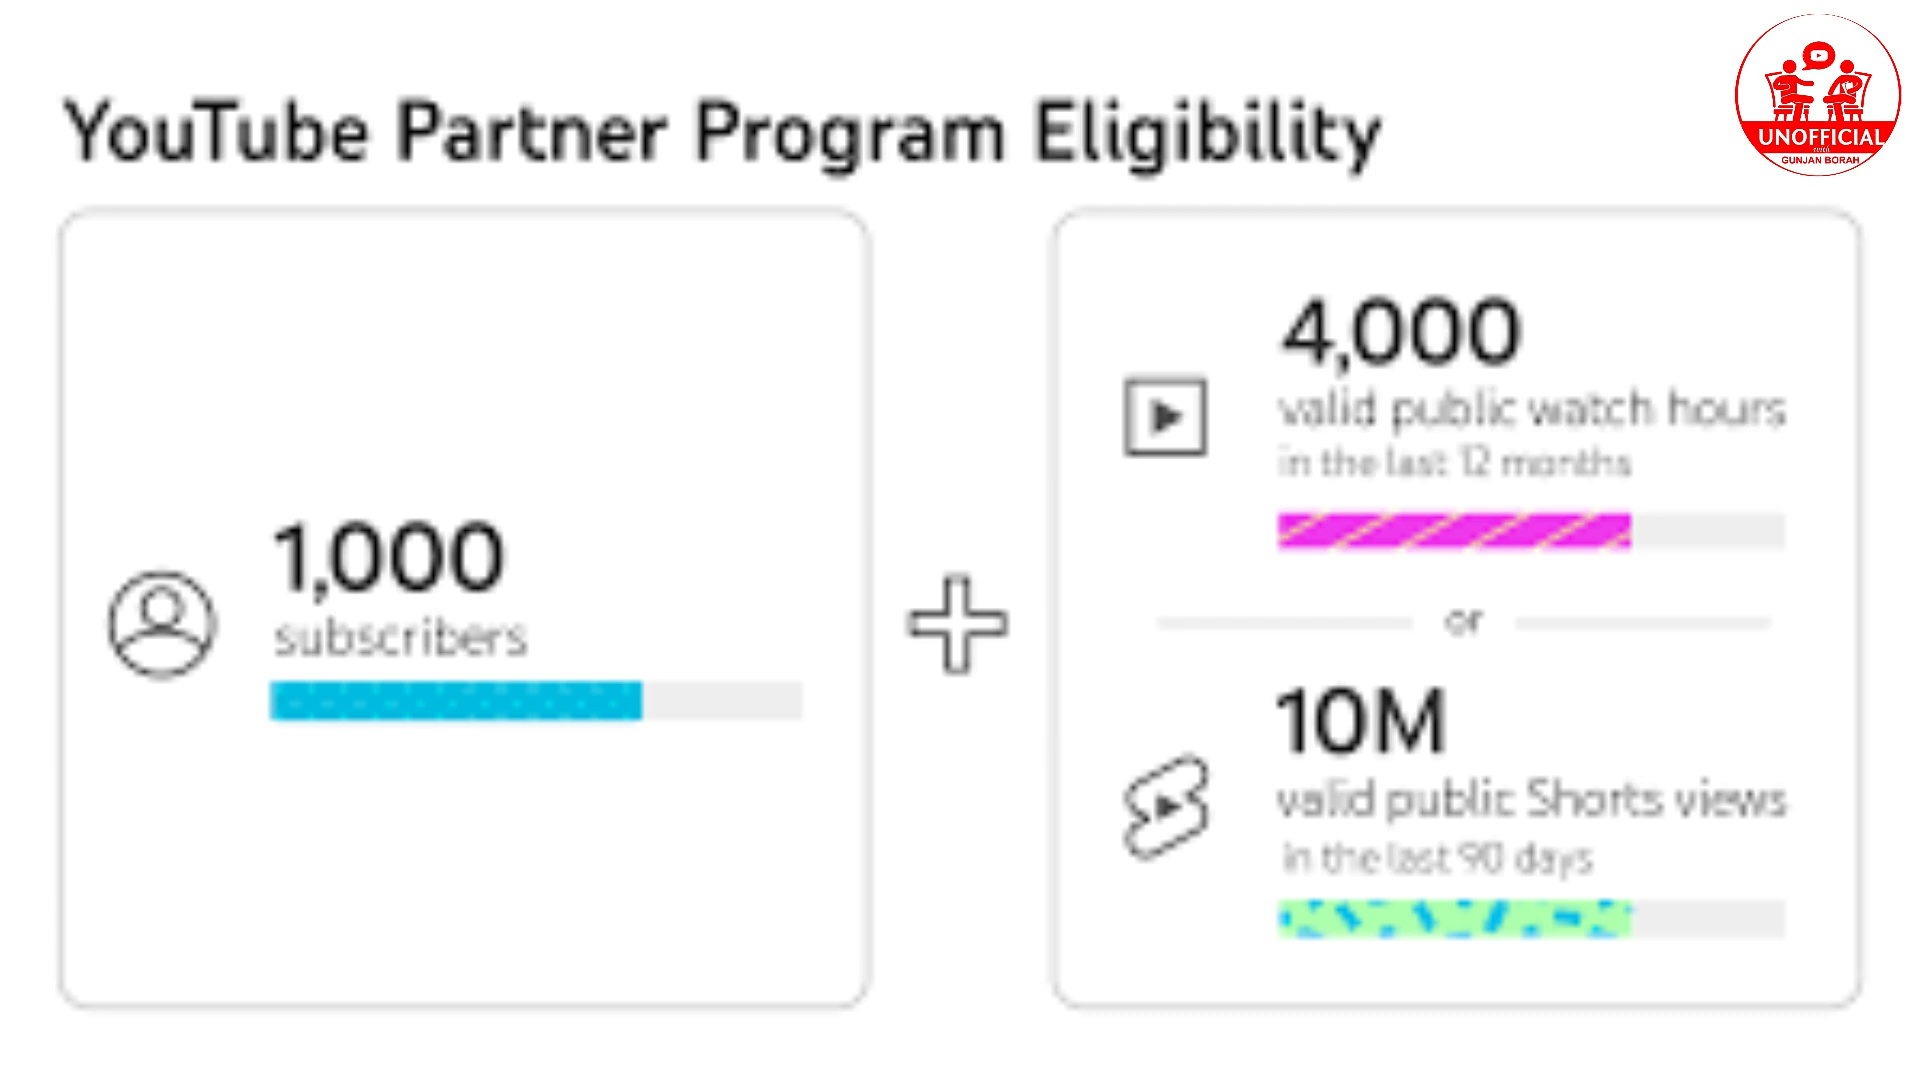 YouTube Partner Program Eligibility
UNOFFICIAL
GUNJAN BORAH
1,000
subscribers
4,000
valid public watch hours
in the last 12 months
or
10M
valid public Shorts views
in the last 90 days